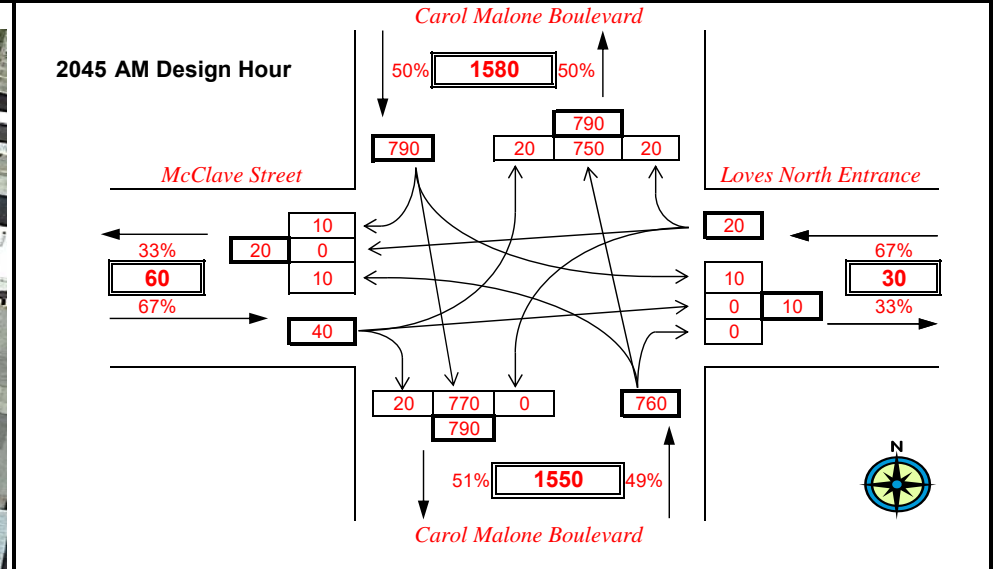 Carol Malone Boulevard
2045 AM Design Hour
50% 1580 50%
790
790
20 750 20
McClave Street
Loves North Entrance
10
20
33% 20 0
67%
60
10
10
30
67%
0 10
33%
40
0
20 770 0
760
790
N
51% 1550 49%
Carol Malone Boulevard